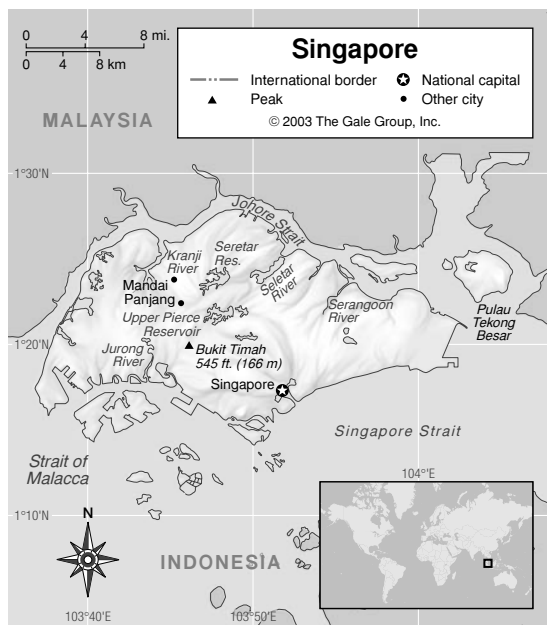 0 4 8 mi.
0 4 8 km
Singapore
International border
National capital
Peak
Other city
© 2003 The Gale Group, Inc.
MALAYSIA
1°30'N
Johore Strait
Seretar
Res.
Kranji
River
Seletar
River
Mandai
Panjang
Serangoon
River
Upper Pierce
Reservoir
Pulau
Tekong
Besar
1°20'N
Jurong
River
Bukit Timah
545 ft. (166 m)
Singapore
Singapore Strait
Strait of
Malacca
104°E
1°10'N
N
INDONESIA
103°40'E
103°50'E